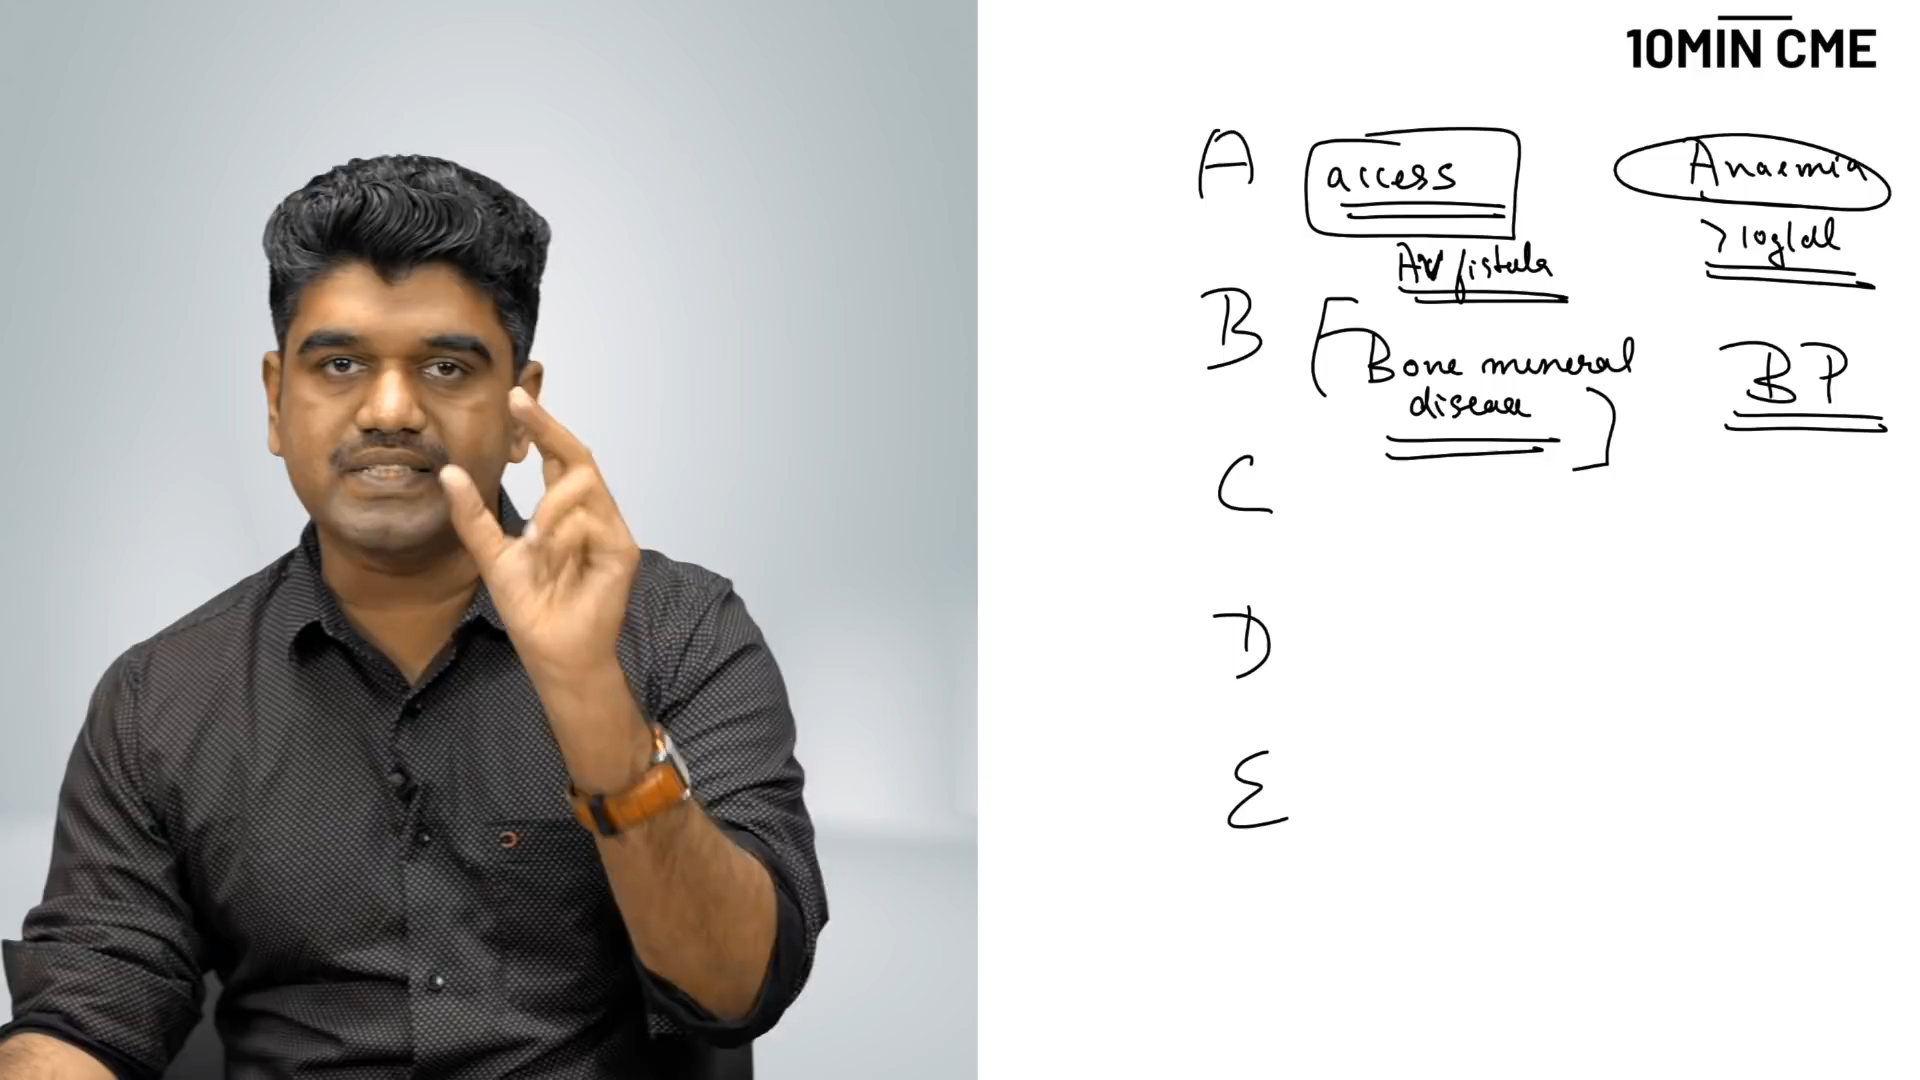 10MIN CME
A access Anaemia
AV fistula >10g/dl
B Bone mineral disease BP
C
D
E